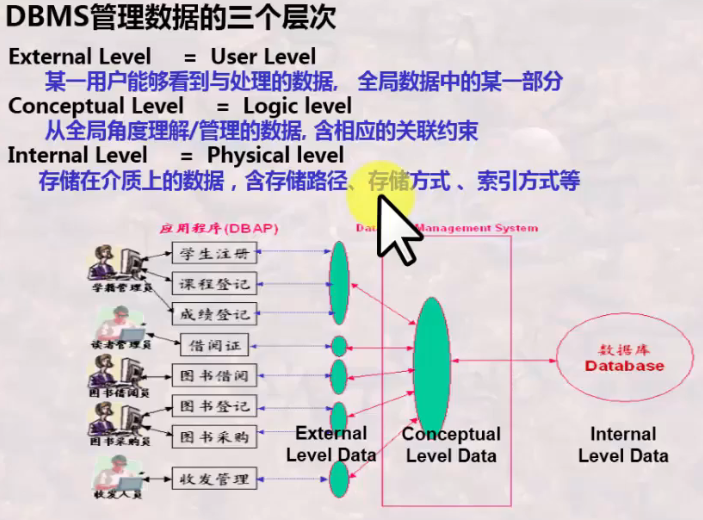 DBMS管理数据的三个层次
External Level = User Level
某一用户能够看到与处理的数据, 全局数据中的某一部分
Conceptual Level = Logic level
从全局角度理解/管理的数据, 含相应的关联约束
Internal Level = Physical level
存储在介质上的数据，含存储路径、存储方式 、索引方式等
应用程序(DBAP)
Management System
学生注册
学籍管理员
课程登记
成绩登记
读者管理员
借阅证
图书借阅
图书借阅员
图书登记
图书采购员
图书采购
收发管理
收发人员
数据库
Database
External
Level Data
Conceptual
Level Data
Internal
Level Data